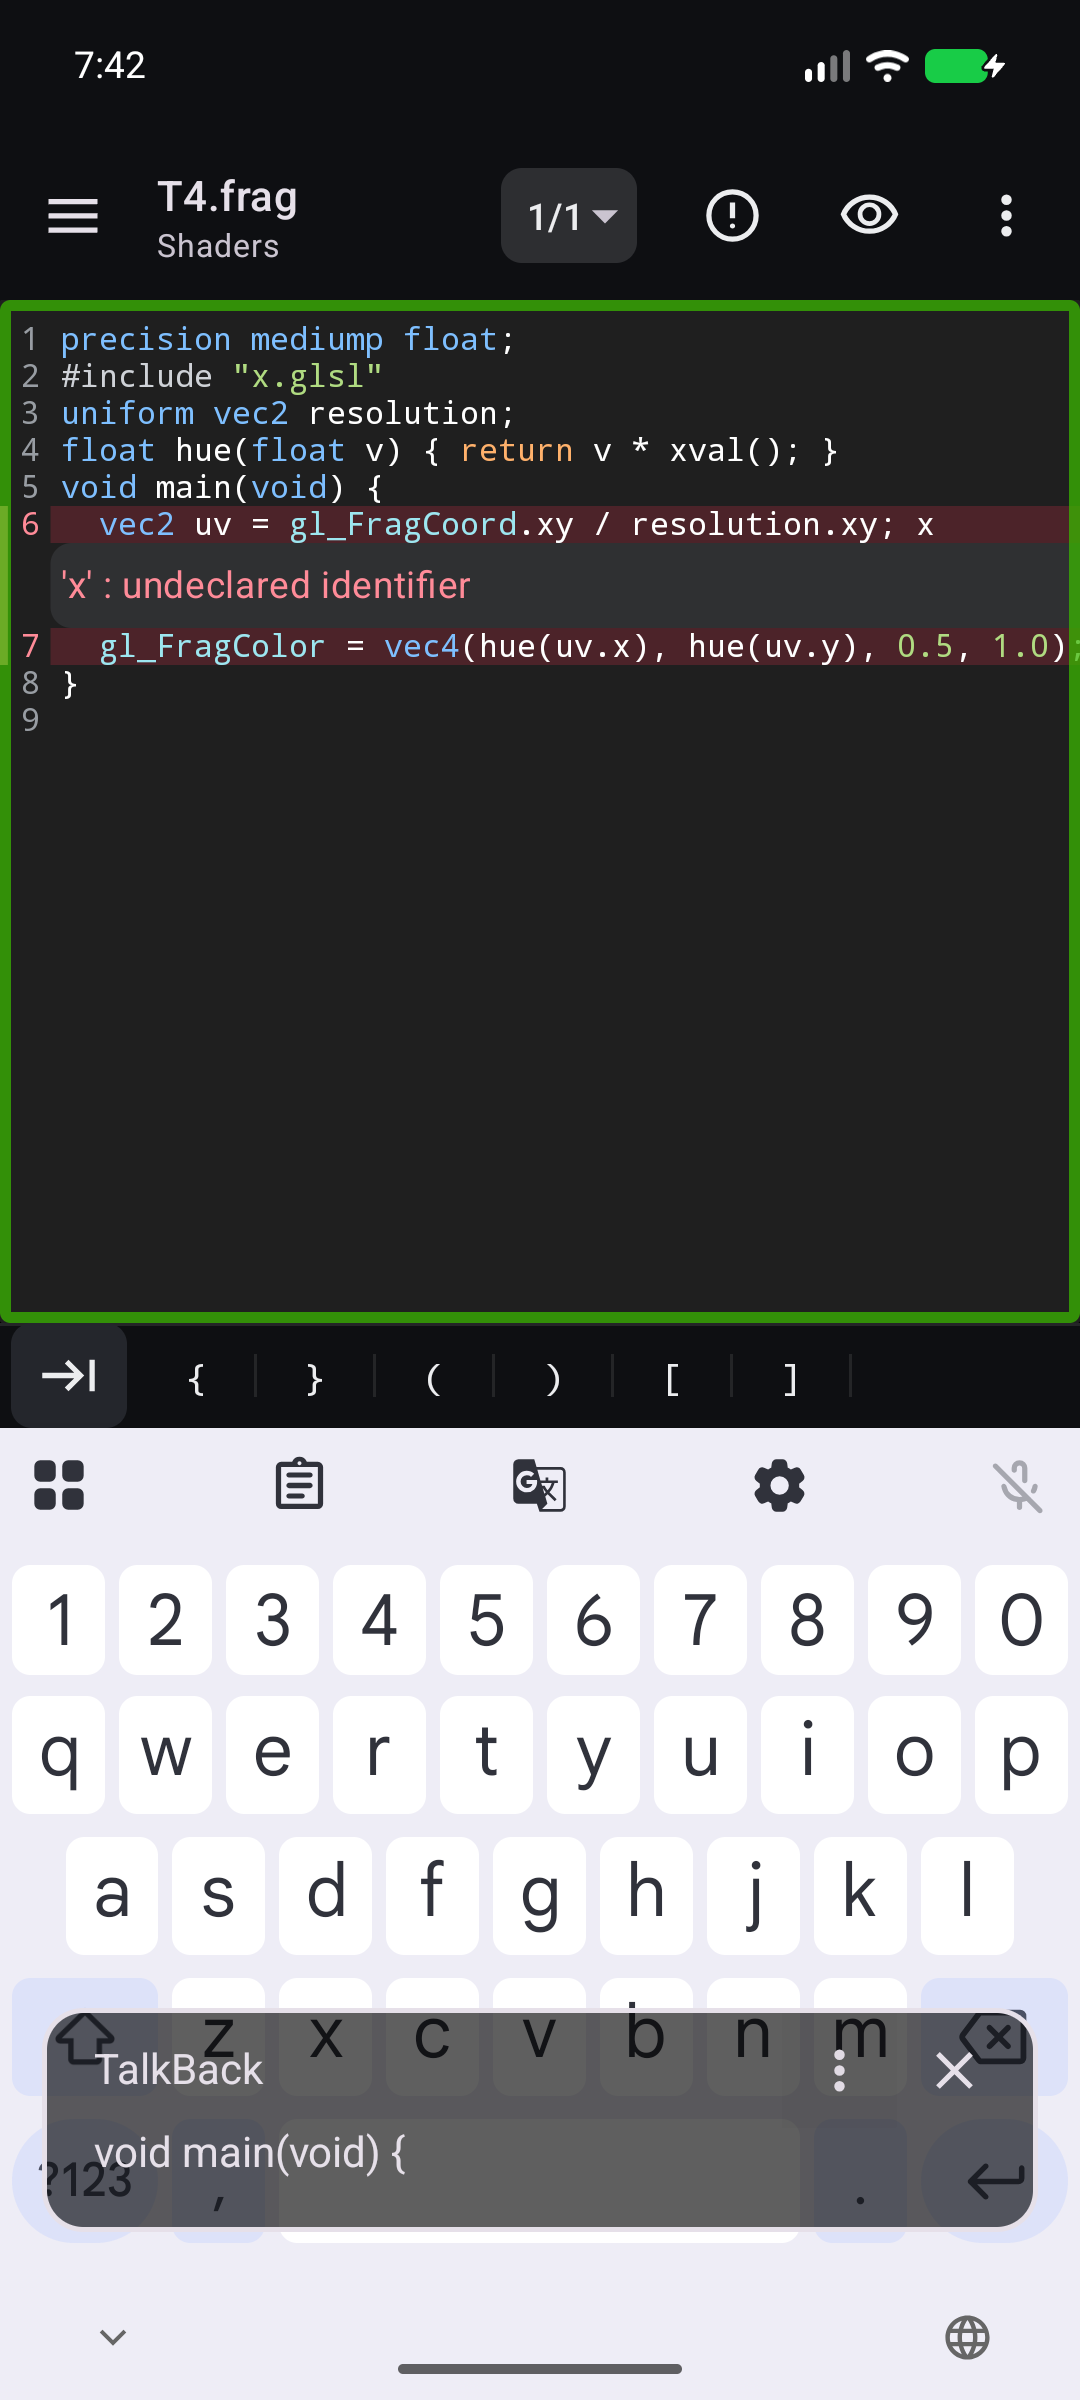 7:42
T4.frag
Shaders
1/1
1 precision mediump float;
2 #include "x.glsl"
3 uniform vec2 resolution;
4 float hue(float v) { return v * xval(); }
5 void main(void) {
6 vec2 uv = gl_FragCoord.xy / resolution.xy; x
'x' : undeclared identifier
7 gl_FragColor = vec4(hue(uv.x), hue(uv.y), 0.5, 1.0);
8 }
9
{ } ( ) [ ]
1 2 3 4 5 6 7 8 9 0
q w e r t y u i o p
a s d f g h j k l
z x c v b n m
TalkBack
void main(void) {
?123 , .